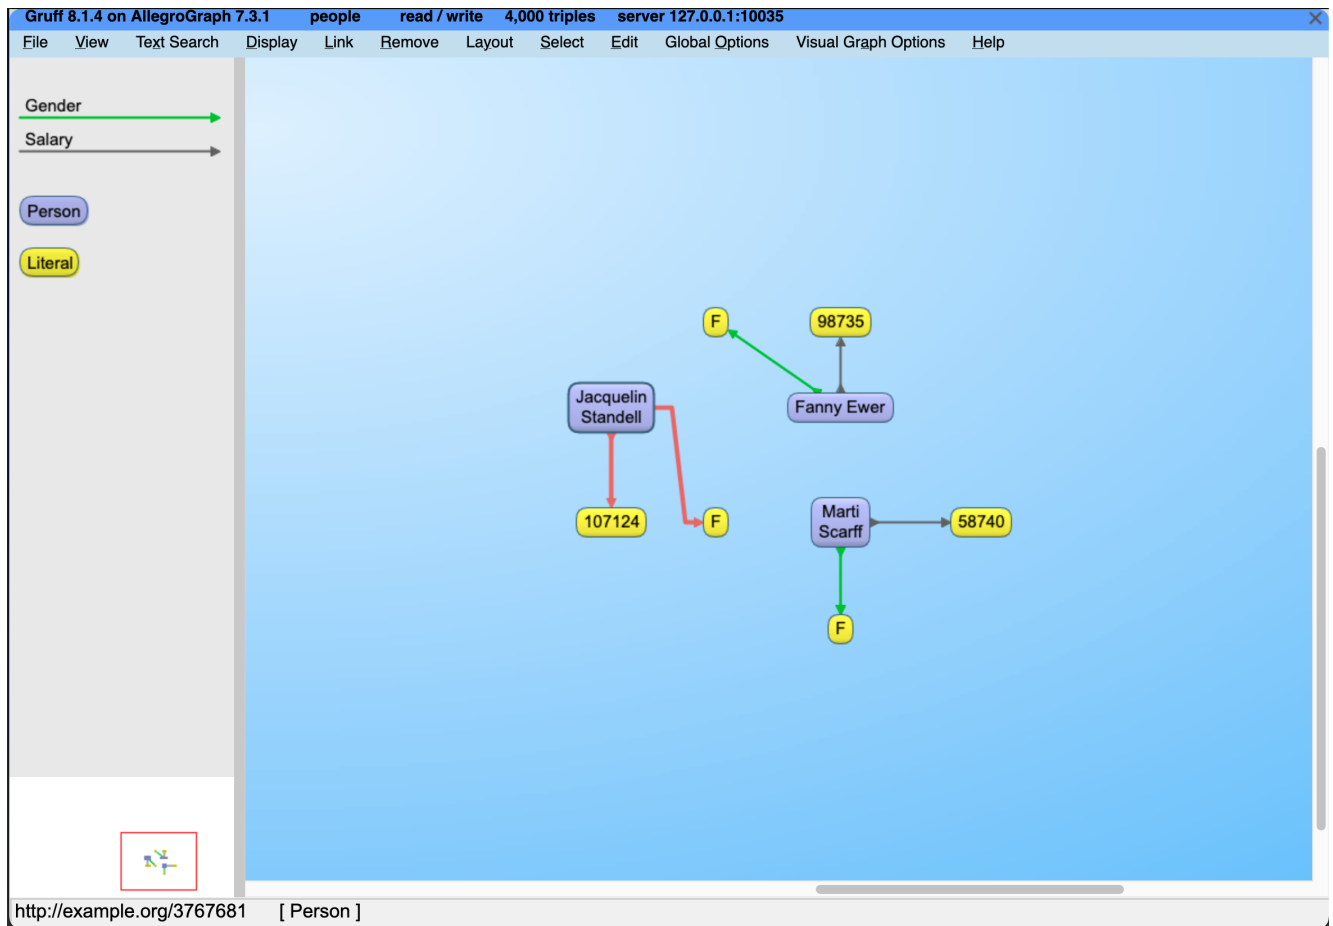 Gruff 8.1.4 on AllegroGraph 7.3.1 people read / write 4,000 triples server 127.0.0.1:10035
File View Text Search Display Link Remove Layout Select Edit Global Options Visual Graph Options Help
Gender
Salary
Person
Literal
F
98735
Jacquelin
Standell
Fanny Ewer
107124
F
Marti
Scarff
58740
F
http://example.org/3767681 [ Person ]